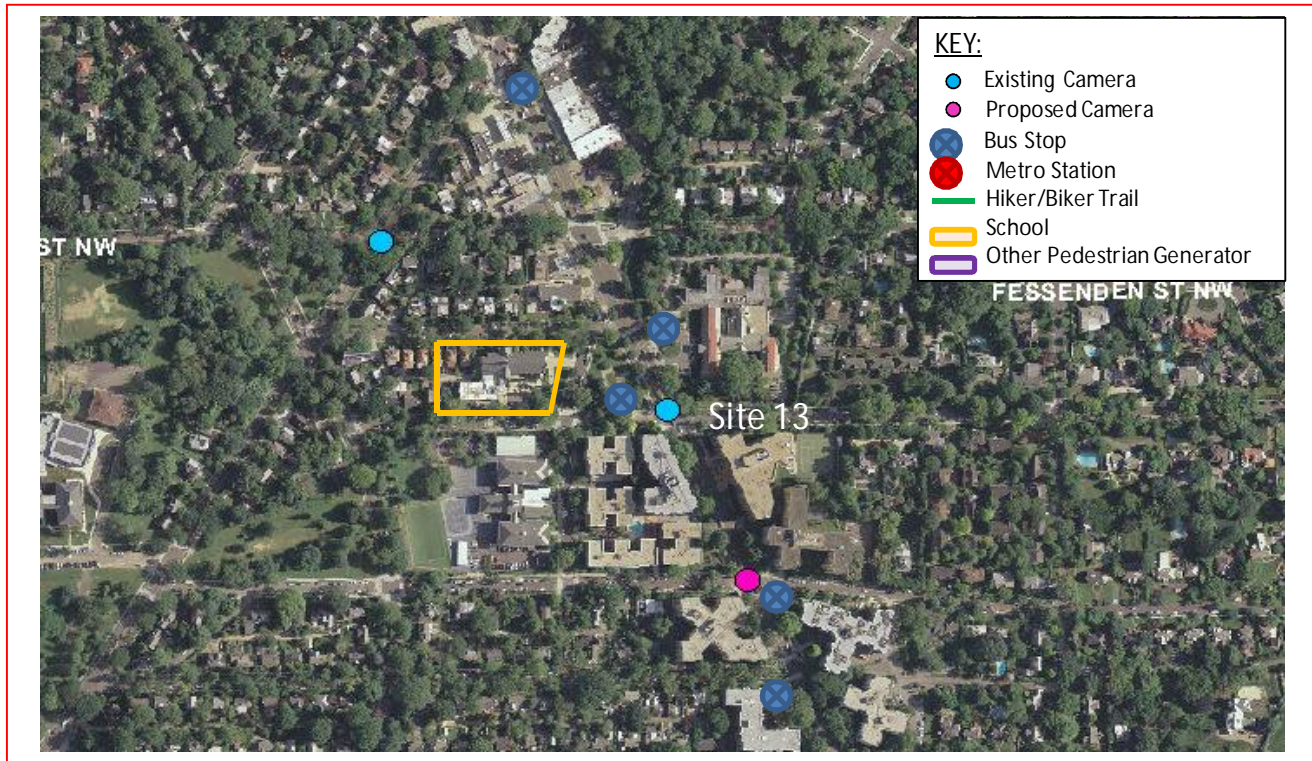 KEY:
Existing Camera
Proposed Camera
Bus Stop
Metro Station
Hiker/Biker Trail
School
Other Pedestrian Generator
ST NW
FESSENDEN ST NW
Site 13